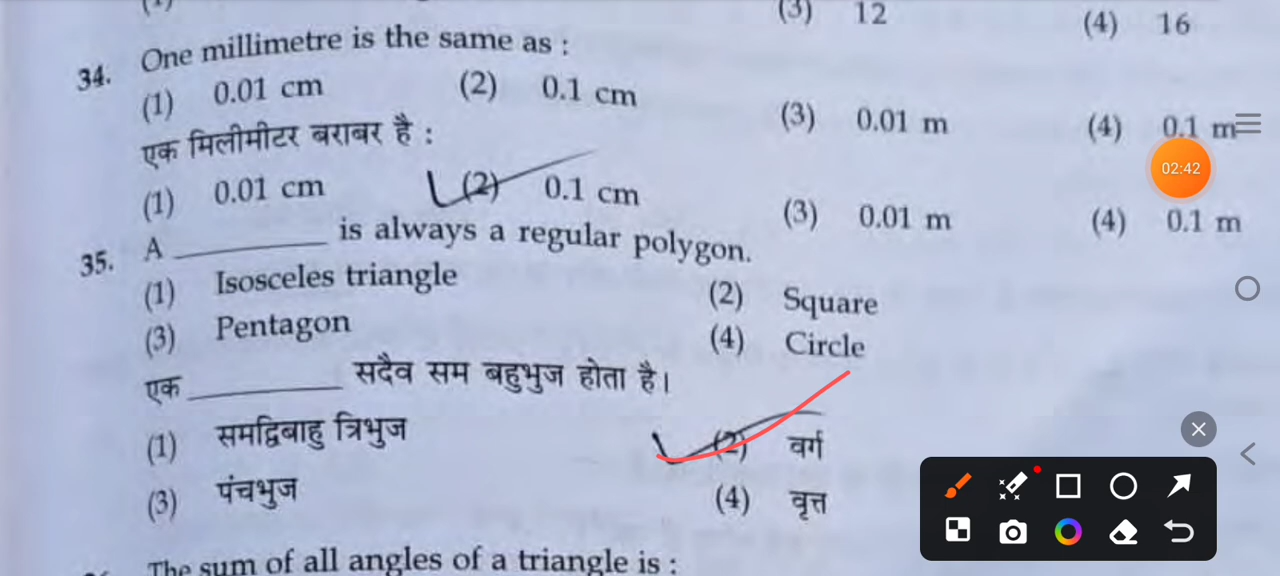 (3) 12 (4) 16
34. One millimetre is the same as :
(1) 0.01 cm (2) 0.1 cm (3) 0.01 m (4) 0.1 m
एक मिलीमीटर बराबर है :
(1) 0.01 cm (2) 0.1 cm (3) 0.01 m (4) 0.1 m
02:42
35. A ________ is always a regular polygon.
(1) Isosceles triangle (2) Square
(3) Pentagon (4) Circle
एक ________ सदैव सम बहुभुज होता है।
(1) समद्विबाहु त्रिभुज (2) वर्ग
(3) पंचभुज (4) वृत्त
The sum of all angles of a triangle is :